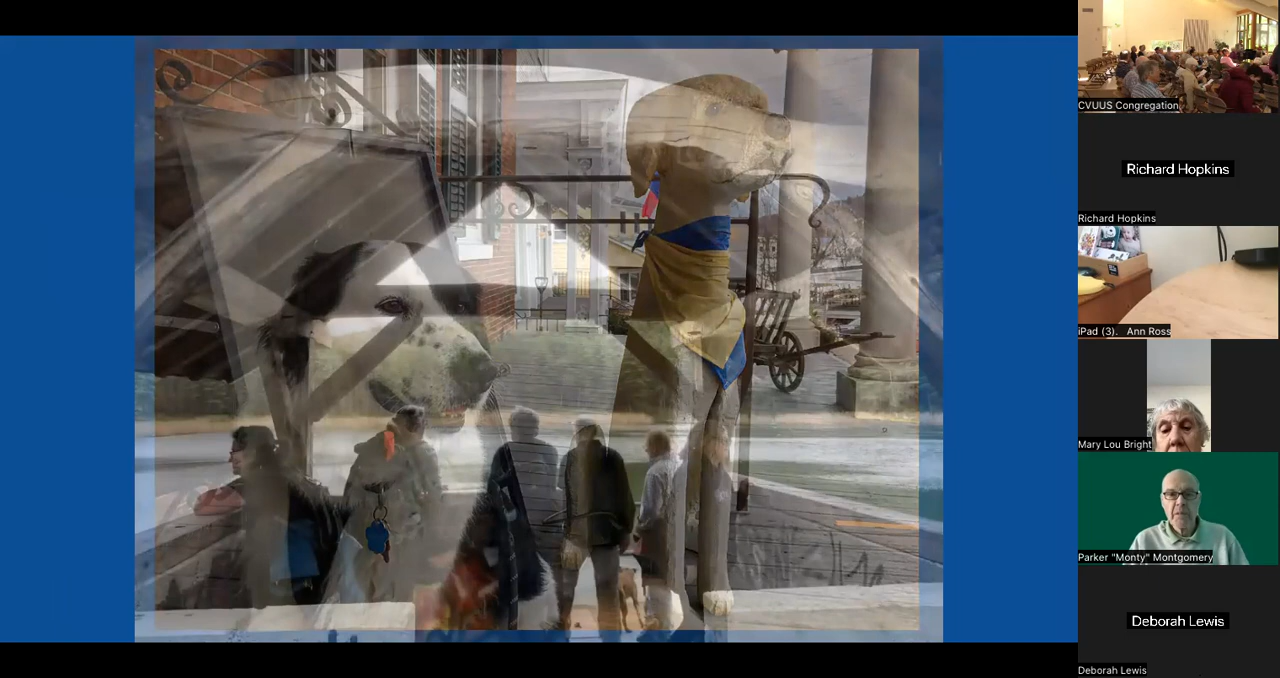 CVUUS Congregation
Richard Hopkins
Richard Hopkins
iPad (3). Ann Ross
Mary Lou Bright
Parker "Monty" Montgomery
Deborah Lewis
Deborah Lewis